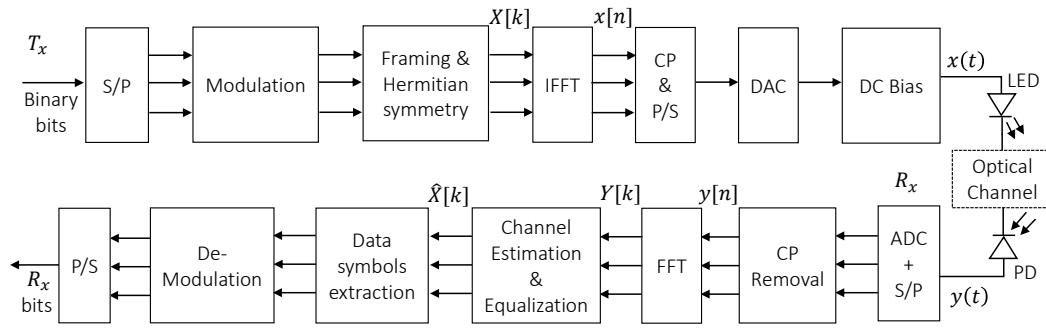 T_x
Binary
bits
S/P
Modulation
Framing &
Hermitian
symmetry
X[k]
IFFT
x[n]
CP
&
P/S
DAC
DC Bias
x(t)
LED
Optical
Channel
PD
y(t)
R_x
ADC
+
S/P
CP
Removal
y[n]
FFT
Y[k]
Channel
Estimation
&
Equalization
X̂[k]
Data
symbols
extraction
De-
Modulation
P/S
R_x
bits